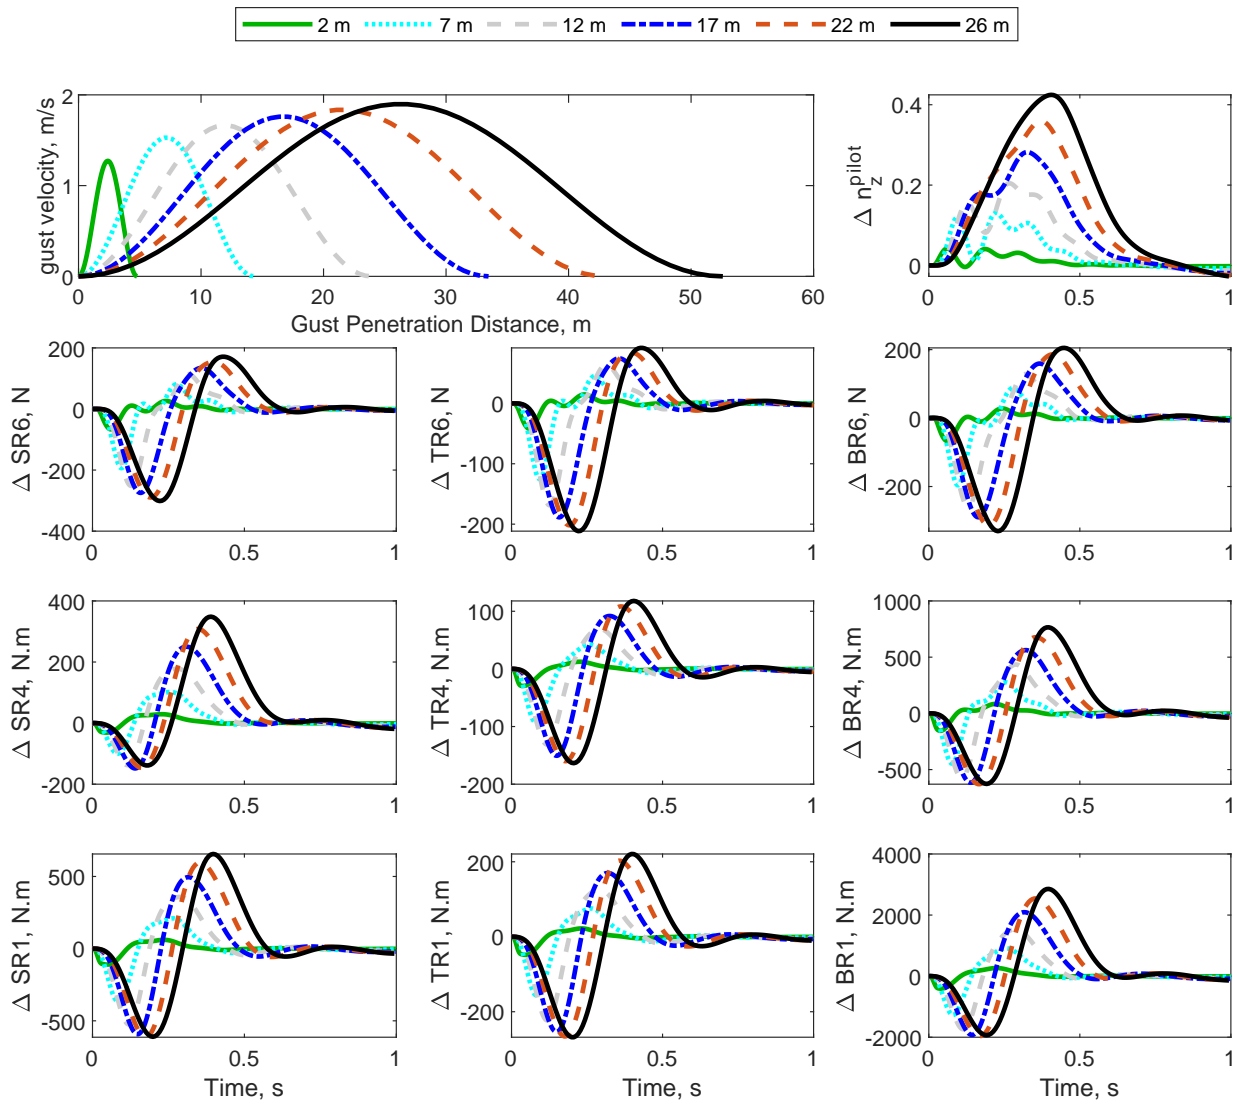 2 m 7 m 12 m 17 m 22 m 26 m
gust velocity, m/s
2
1
0
0 10 20 30 40 50 60
Gust Penetration Distance, m
Δ n_z^pilot
0.4
0.2
0
0 0.5 1
Δ SR6, N
200
0
-200
-400
0 0.5 1
Δ TR6, N
0
-100
-200
0 0.5 1
Δ BR6, N
200
0
-200
0 0.5 1
Δ SR4, N.m
400
200
0
-200
0 0.5 1
Δ TR4, N.m
100
0
-100
-200
0 0.5 1
Δ BR4, N.m
1000
500
0
-500
0 0.5 1
Δ SR1, N.m
500
0
-500
0 0.5 1
Time, s
Δ TR1, N.m
200
0
-200
0 0.5 1
Time, s
Δ BR1, N.m
4000
2000
0
-2000
0 0.5 1
Time, s